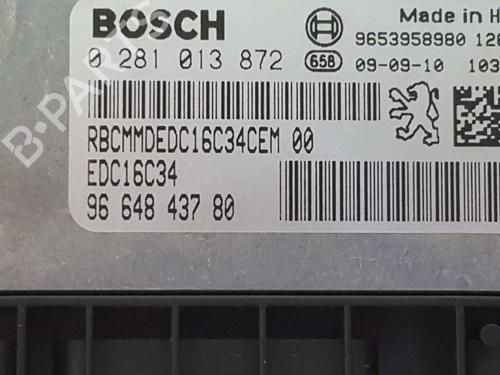 BOSCH
Made in H
0 281 013 872
9653958980 126
658
09-09-10 103
RBCMMDEDC16C34CEM 00
EDC16C34
96 648 437 80
B-PARTS